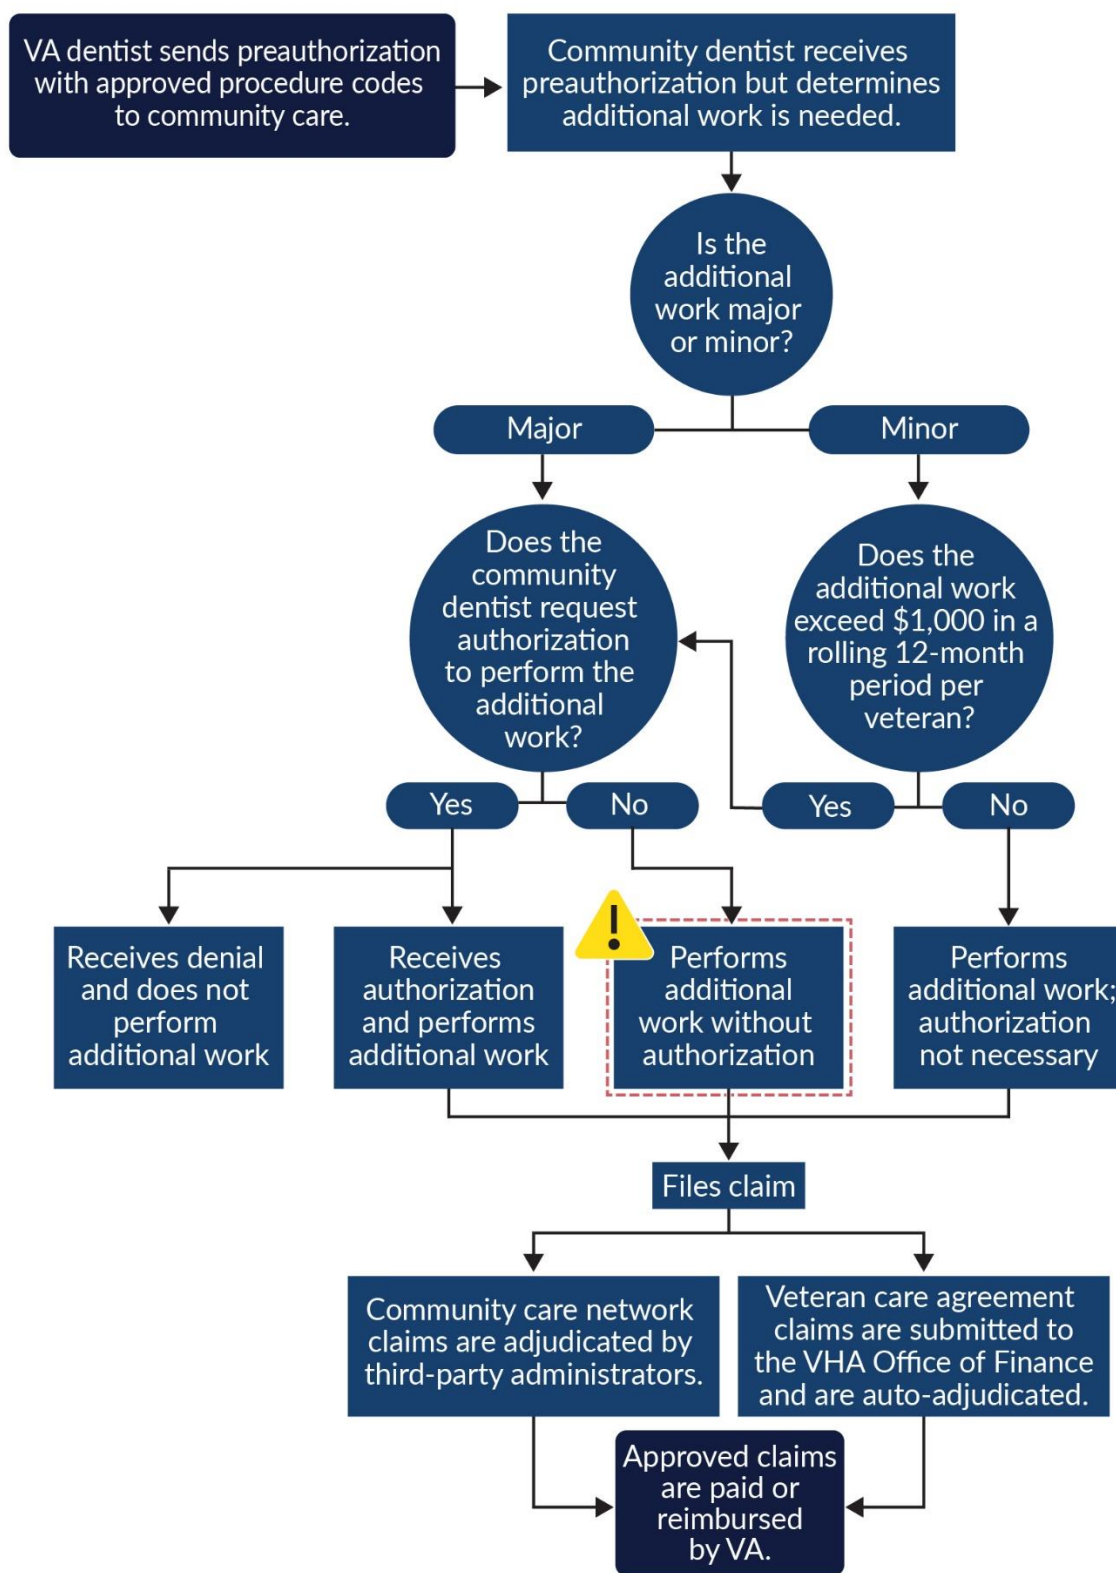 VA dentist sends preauthorization
with approved procedure codes
to community care.
Community dentist receives
preauthorization but determines
additional work is needed.
Is the
additional
work major
or minor?
Major
Minor
Does the
community
dentist request
authorization
to perform the
additional
work?
Does the
additional work
exceed $1,000 in a
rolling 12-month
period per
veteran?
Yes
No
Yes
No
Receives denial
and does not
perform
additional work
Receives
authorization
and performs
additional work
!
Performs
additional
work without
authorization
Performs
additional work;
authorization
not necessary
Files claim
Community care network
claims are adjudicated by
third-party administrators.
Veteran care agreement
claims are submitted to
the VHA Office of Finance
and are auto-adjudicated.
Approved claims
are paid or
reimbursed
by VA.